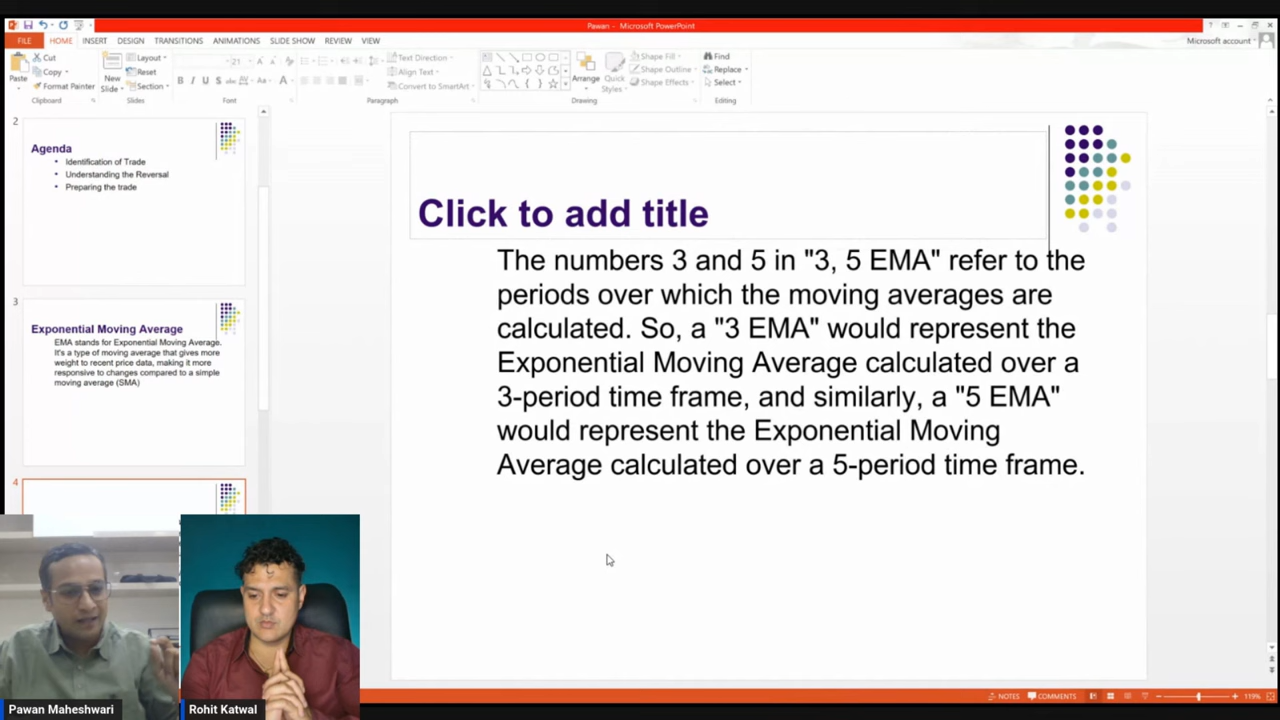 Pawan - Microsoft PowerPoint
FILE
HOME
INSERT
DESIGN
TRANSITIONS
ANIMATIONS
SLIDE SHOW
REVIEW
VIEW
Microsoft account
Paste
Cut
Copy
Format Painter
Clipboard
New
Slide
Layout
Reset
Section
Slides
21
Font
Text Direction
Align Text
Convert to SmartArt
Paragraph
Arrange
Quick
Styles
Shape Fill
Shape Outline
Shape Effects
Drawing
Find
Replace
Select
Editing
2
Agenda
• Identification of Trade
• Understanding the Reversal
• Preparing the trade
3
Exponential Moving Average
EMA stands for Exponential Moving Average.
It's a type of moving average that gives more
weight to recent price data, making it more
responsive to changes compared to a simple
moving average (SMA)
4
Click to add title
The numbers 3 and 5 in "3, 5 EMA" refer to the
periods over which the moving averages are
calculated. So, a "3 EMA" would represent the
Exponential Moving Average calculated over a
3-period time frame, and similarly, a "5 EMA"
would represent the Exponential Moving
Average calculated over a 5-period time frame.
Pawan Maheshwari
Rohit Katwal
NOTES
COMMENTS
119%